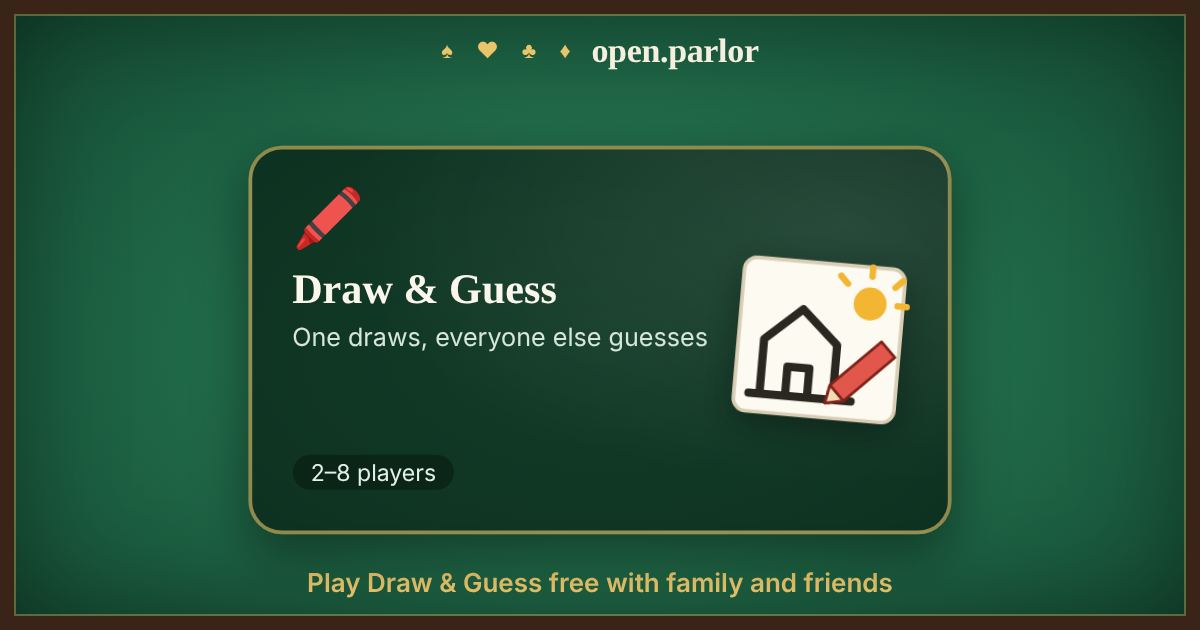 ♠ ♥ ♣ ♦ open.parlor
Draw & Guess
One draws, everyone else guesses
2–8 players
Play Draw & Guess free with family and friends